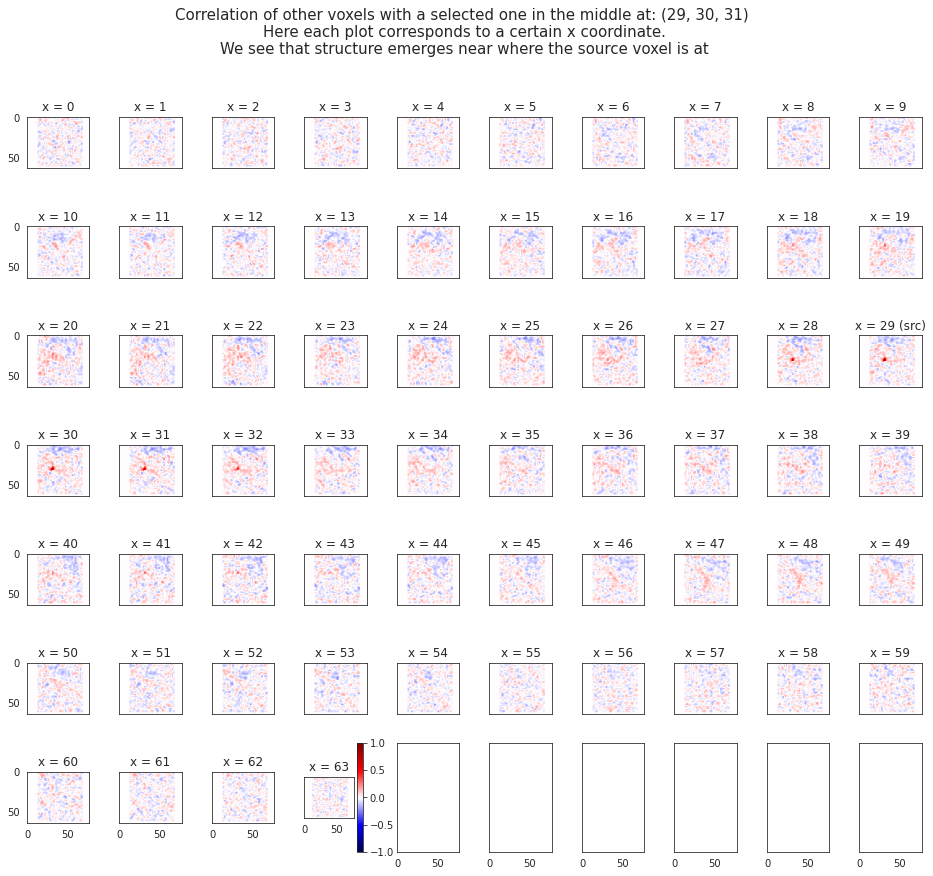 Correlation of other voxels with a selected one in the middle at: (29, 30, 31)
Here each plot corresponds to a certain x coordinate.
We see that structure emerges near where the source voxel is at
x = 0 x = 1 x = 2 x = 3 x = 4 x = 5 x = 6 x = 7 x = 8 x = 9
0
50
x = 10 x = 11 x = 12 x = 13 x = 14 x = 15 x = 16 x = 17 x = 18 x = 19
0
50
x = 20 x = 21 x = 22 x = 23 x = 24 x = 25 x = 26 x = 27 x = 28 x = 29 (src)
0
50
x = 30 x = 31 x = 32 x = 33 x = 34 x = 35 x = 36 x = 37 x = 38 x = 39
0
50
x = 40 x = 41 x = 42 x = 43 x = 44 x = 45 x = 46 x = 47 x = 48 x = 49
0
50
x = 50 x = 51 x = 52 x = 53 x = 54 x = 55 x = 56 x = 57 x = 58 x = 59
0
50
x = 60 x = 61 x = 62 x = 63
0
50
0 50 0 50 0 50 0 50
1.0
0.5
0.0
−0.5
−1.0
0 50 0 50 0 50 0 50 0 50 0 50